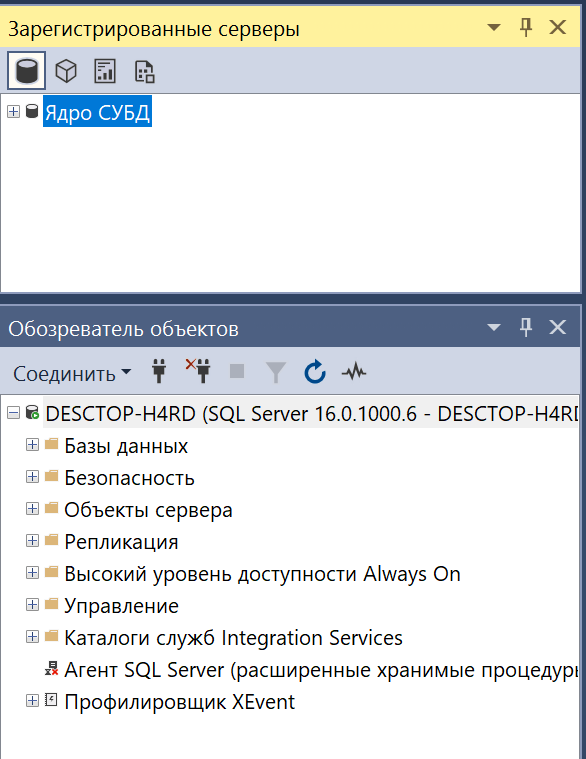 Зарегистрированные серверы
Ядро СУБД
Обозреватель объектов
Соединить
DESCTOP-H4RD (SQL Server 16.0.1000.6 - DESCTOP-H4RD
Базы данных
Безопасность
Объекты сервера
Репликация
Высокий уровень доступности Always On
Управление
Каталоги служб Integration Services
Агент SQL Server (расширенные хранимые процедуры
Профилировщик XEvent